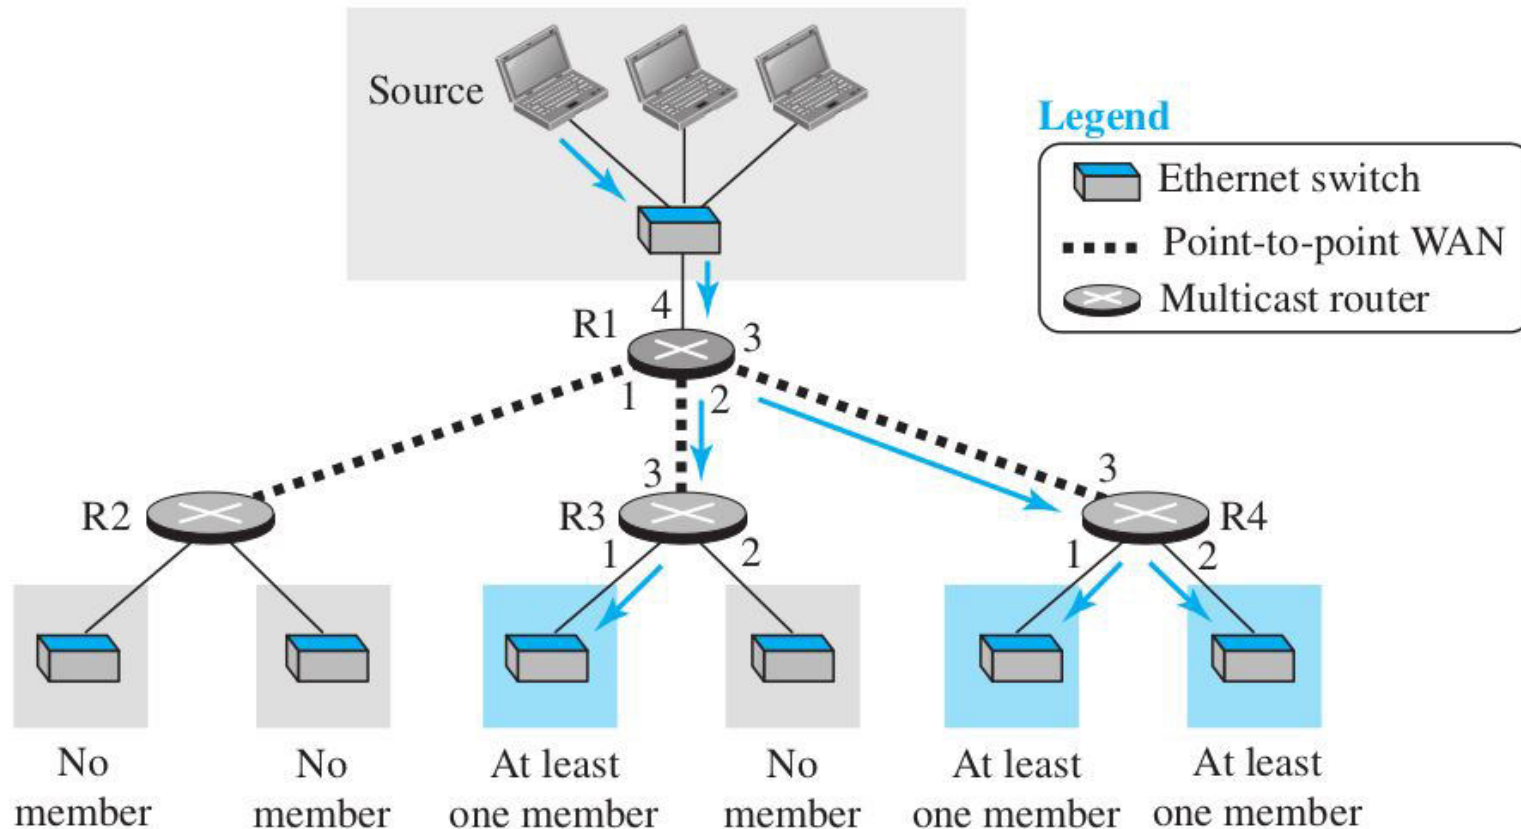 Source
Legend
Ethernet switch
Point-to-point WAN
Multicast router
4
R1
3
1
2
3
3
R2
R3
R4
1
2
1
2
No
member
No
member
At least
one member
No
member
At least
one member
At least
one member